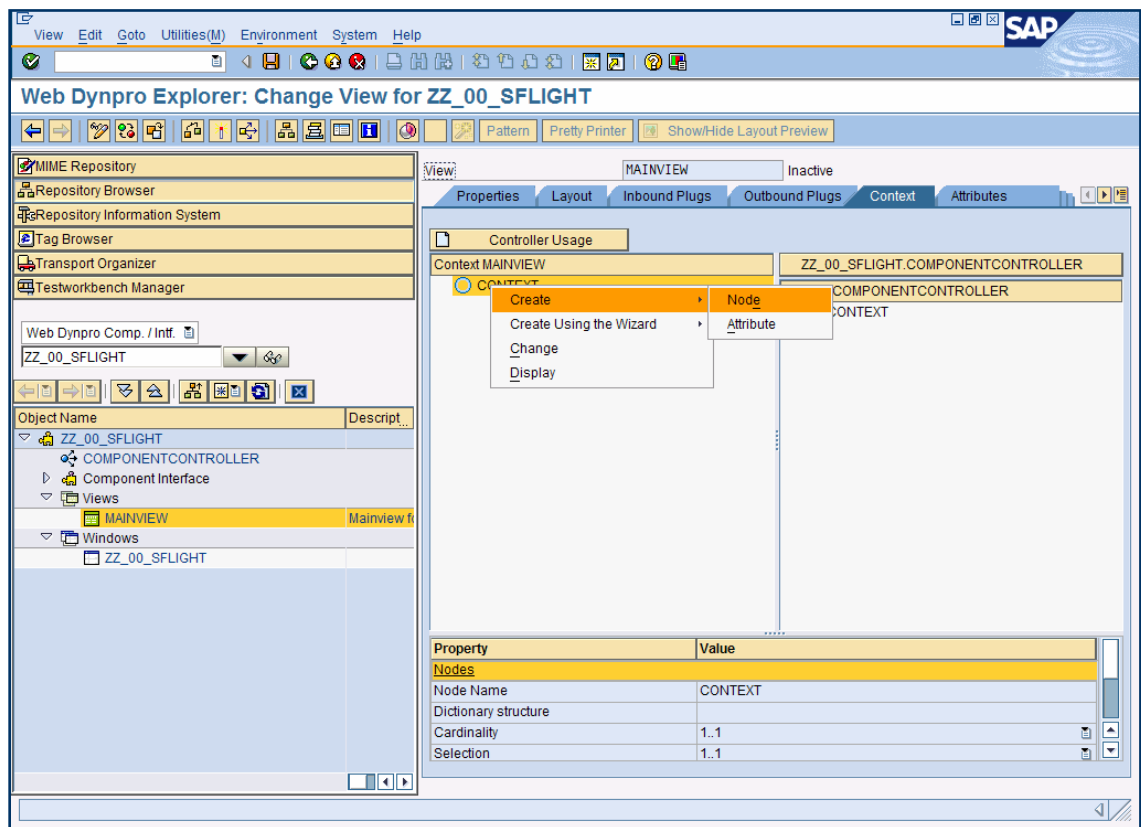 View Edit Goto Utilities(M) Environment System Help
SAP
Web Dynpro Explorer: Change View for ZZ_00_SFLIGHT
Pattern Pretty Printer Show/Hide Layout Preview
MIME Repository
Repository Browser
Repository Information System
Tag Browser
Transport Organizer
Testworkbench Manager
Web Dynpro Comp. / Intf.
ZZ_00_SFLIGHT
Object Name Descript..
ZZ_00_SFLIGHT
COMPONENTCONTROLLER
Component Interface
Views
MAINVIEW Mainview fo
Windows
ZZ_00_SFLIGHT
View MAINVIEW Inactive
Properties Layout Inbound Plugs Outbound Plugs Context Attributes
Controller Usage
Context MAINVIEW ZZ_00_SFLIGHT.COMPONENTCONTROLLER
CONTEXT COMPONENTCONTROLLER
Create Node CONTEXT
Create Using the Wizard Attribute
Change
Display
Property Value
Nodes
Node Name CONTEXT
Dictionary structure
Cardinality 1..1
Selection 1..1